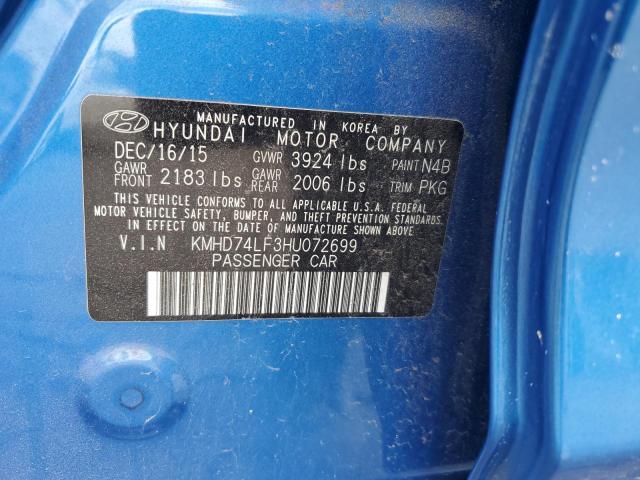 MANUFACTURED IN KOREA BY
HYUNDAI MOTOR COMPANY
DEC/16/15 GVWR 3924 lbs PAINT N4B
GAWR FRONT 2183 lbs GAWR REAR 2006 lbs TRIM PKG
THIS VEHICLE CONFORMS TO ALL APPLICABLE U.S.A. FEDERAL
MOTOR VEHICLE SAFETY, BUMPER, AND THEFT PREVENTION STANDARDS
IN EFFECT ON THE DATE OF MANUFACTURE SHOWN ABOVE.
V.I.N KMHD74LF3HU072699
PASSENGER CAR